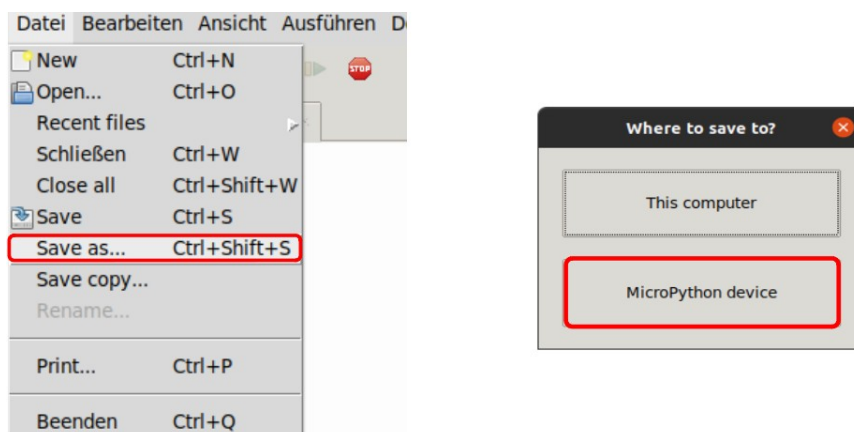 Datei Bearbeiten Ansicht Ausführen
New Ctrl+N
STOP
Open... Ctrl+O
Recent files
Schließen Ctrl+W
Close all Ctrl+Shift+W
Save Ctrl+S
Save as... Ctrl+Shift+S
Save copy...
Rename...
Print... Ctrl+P
Beenden Ctrl+Q
Where to save to?
This computer
MicroPython device